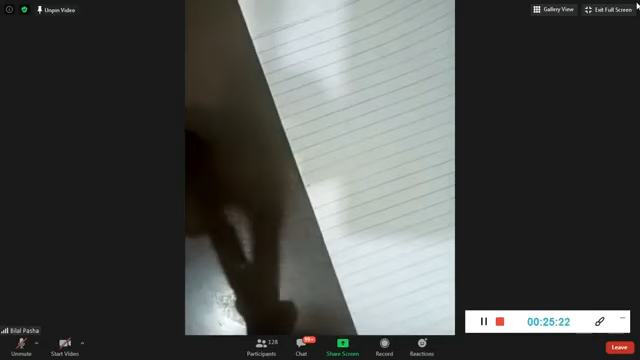 Unpin Video
Gallery View
Exit Full Screen
00:25:22
Bilal Pasha
128
99+
Unmute
Start Video
Participants
Chat
Share Screen
Record
Reactions
Leave